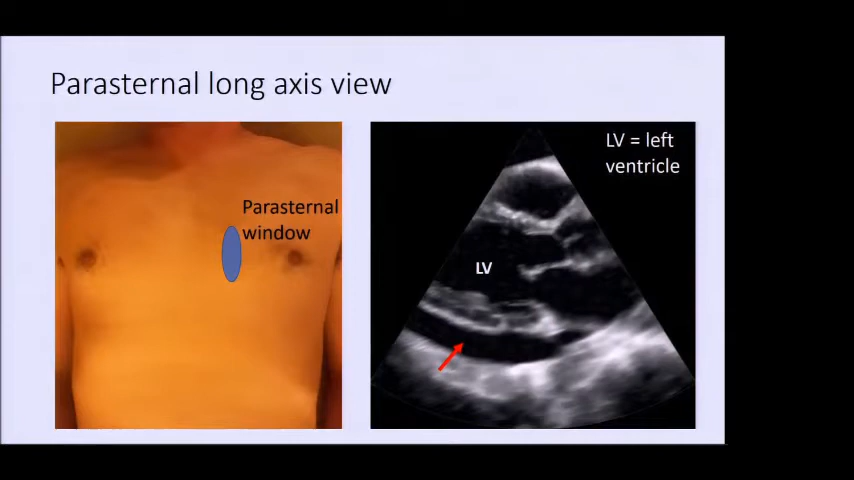 Parasternal long axis view
Parasternal
window
LV = left
ventricle
LV